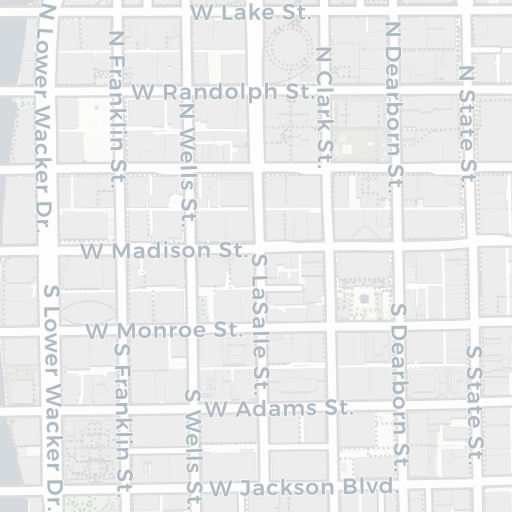 W Lake St.
N Lower Wacker Dr.
N Franklin St
N Wells St
N Clark St.
N Dearborn St
N State St
W Randolph St.
W Madison St.
S Lower Wacker Dr.
S Franklin St
S Wells St
S LaSalle St.
S Dearborn St
S State St
W Monroe St.
W Adams St.
W Jackson Blvd.